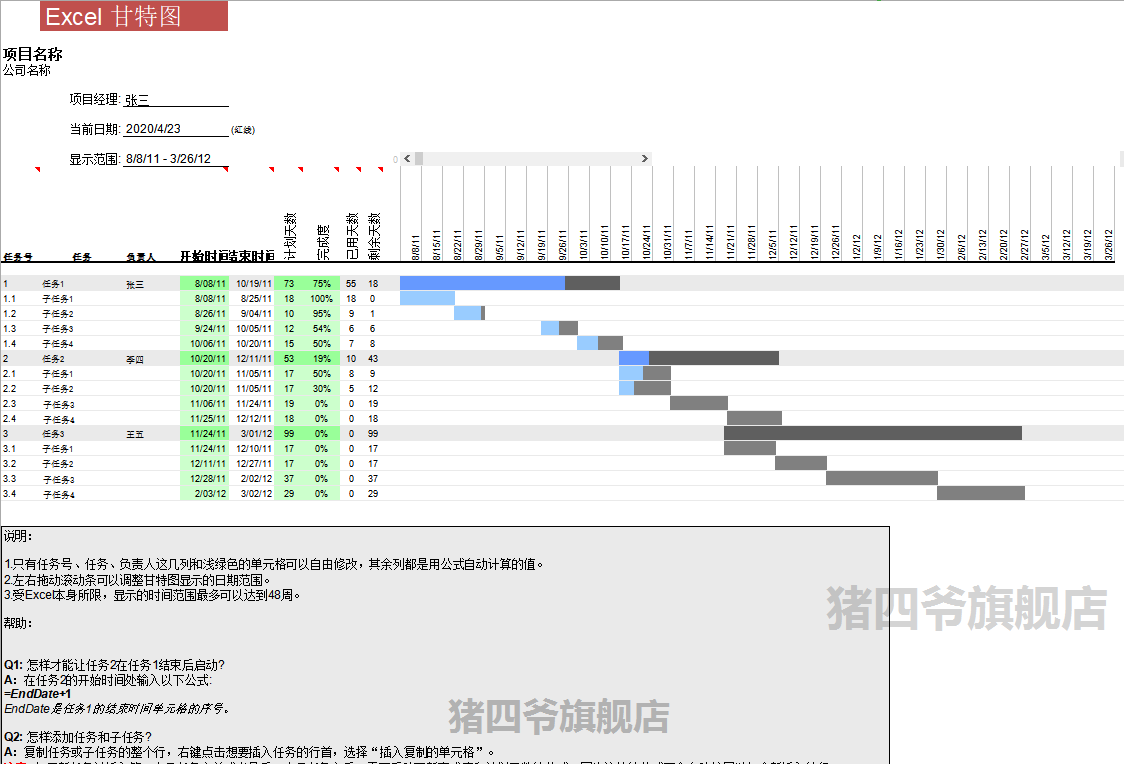 Excel 甘特图
项目名称
公司名称
项目经理: 张三
当前日期: 2020/4/23 (红线)
显示范围: 8/8/11 - 3/26/12
0
任务号 任务 负责人 开始时间 结束时间 计划天数 完成度 已用天数 剩余天数 8/8/11 8/15/11 8/22/11 8/29/11 9/5/11 9/12/11 9/19/11 9/26/11 10/3/11 10/10/11 10/17/11 10/24/11 10/31/11 11/7/11 11/14/11 11/21/11 11/28/11 12/5/11 12/12/11 12/19/11 12/26/11 1/2/12 1/9/12 1/16/12 1/23/12 1/30/12 2/6/12 2/13/12 2/20/12 2/27/12 3/5/12 3/12/12 3/19/12 3/26/12
1 任务1 张三 8/08/11 10/19/11 73 75% 55 18
1.1 子任务1 8/08/11 8/25/11 18 100% 18 0
1.2 子任务2 8/26/11 9/04/11 10 95% 9 1
1.3 子任务3 9/24/11 10/05/11 12 54% 6 6
1.4 子任务4 10/06/11 10/20/11 15 50% 7 8
2 任务2 李四 10/20/11 12/11/11 53 19% 10 43
2.1 子任务1 10/20/11 11/05/11 17 50% 8 9
2.2 子任务2 10/20/11 11/05/11 17 30% 5 12
2.3 子任务3 11/06/11 11/24/11 19 0% 0 19
2.4 子任务4 11/25/11 12/12/11 18 0% 0 18
3 任务3 王五 11/24/11 3/01/12 99 0% 0 99
3.1 子任务1 11/24/11 12/10/11 17 0% 0 17
3.2 子任务2 12/11/11 12/27/11 17 0% 0 17
3.3 子任务3 12/28/11 2/02/12 37 0% 0 37
3.4 子任务4 2/03/12 3/02/12 29 0% 0 29
说明：
1.只有任务号、任务、负责人这几列和浅绿色的单元格可以自由修改，其余列都是用公式自动计算的值。
2.左右拖动滚动条可以调整甘特图显示的日期范围。
3.受Excel本身所限，显示的时间范围最多可以达到48周。
猪四爷旗舰店
帮助：
Q1: 怎样才能让任务2在任务1结束后启动?
A: 在任务2的开始时间处输入以下公式:
=EndDate+1
EndDate是任务1的结束时间单元格的序号。
猪四爷旗舰店
Q2: 怎样添加任务和子任务?
A: 复制任务或子任务的整个行，右键点击想要插入任务的行首，选择“插入复制的单元格”。